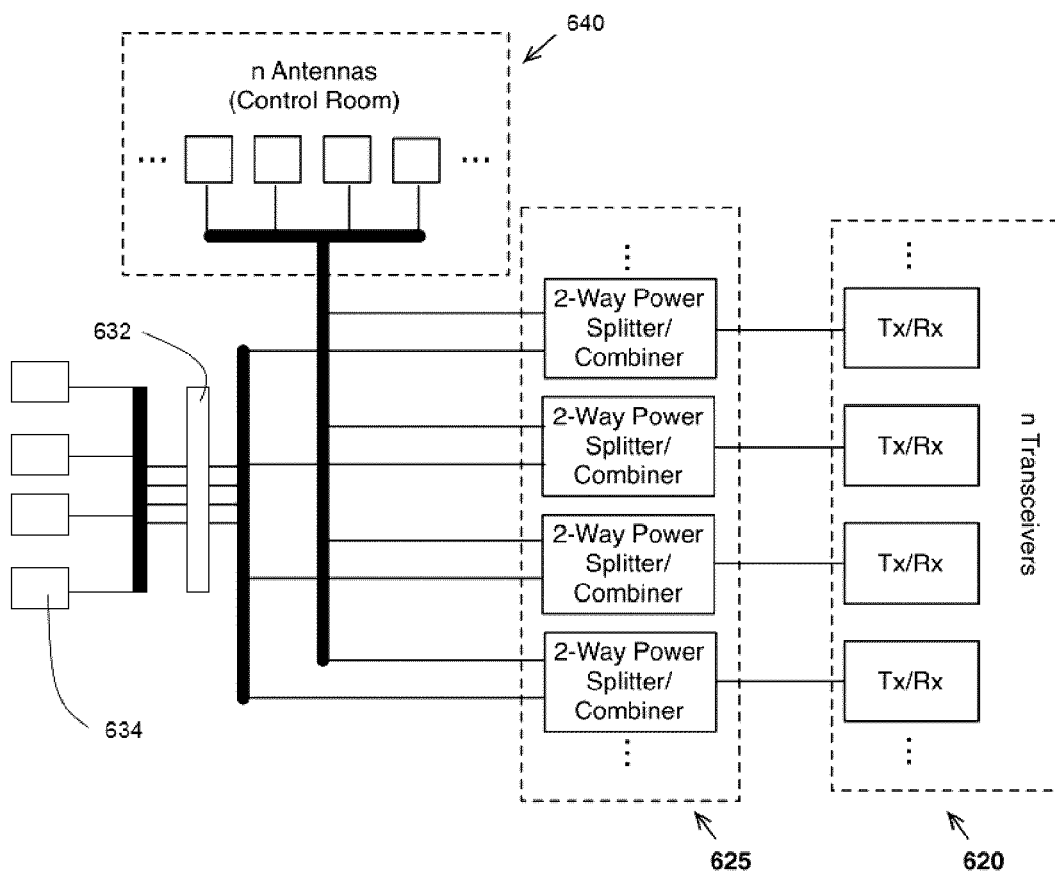 640
n Antennas
(Control Room)
... ...
632
2-Way Power
Splitter/
Combiner
Tx/Rx
2-Way Power
Splitter/
Combiner
Tx/Rx
2-Way Power
Splitter/
Combiner
Tx/Rx
2-Way Power
Splitter/
Combiner
Tx/Rx
n Transceivers
634
625
620